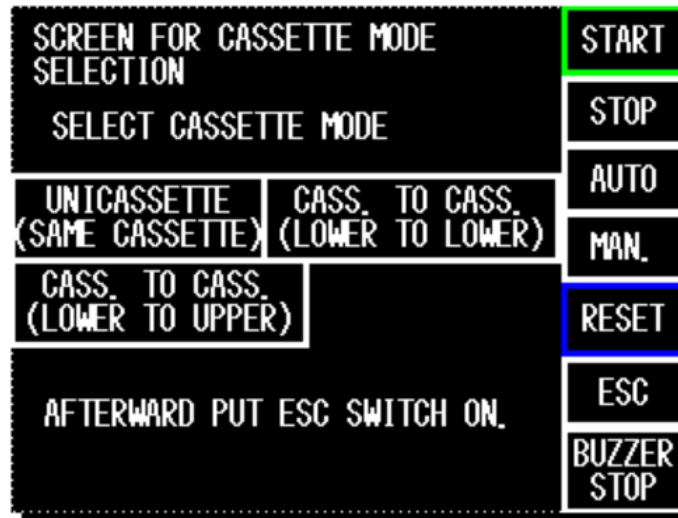 SCREEN FOR CASSETTE MODE
SELECTION
SELECT CASSETTE MODE
UNICASSETTE
(SAME CASSETTE)
CASS. TO CASS.
(LOWER TO LOWER)
CASS. TO CASS.
(LOWER TO UPPER)
AFTERWARD PUT ESC SWITCH ON.
START
STOP
AUTO
MAN.
RESET
ESC
BUZZER
STOP